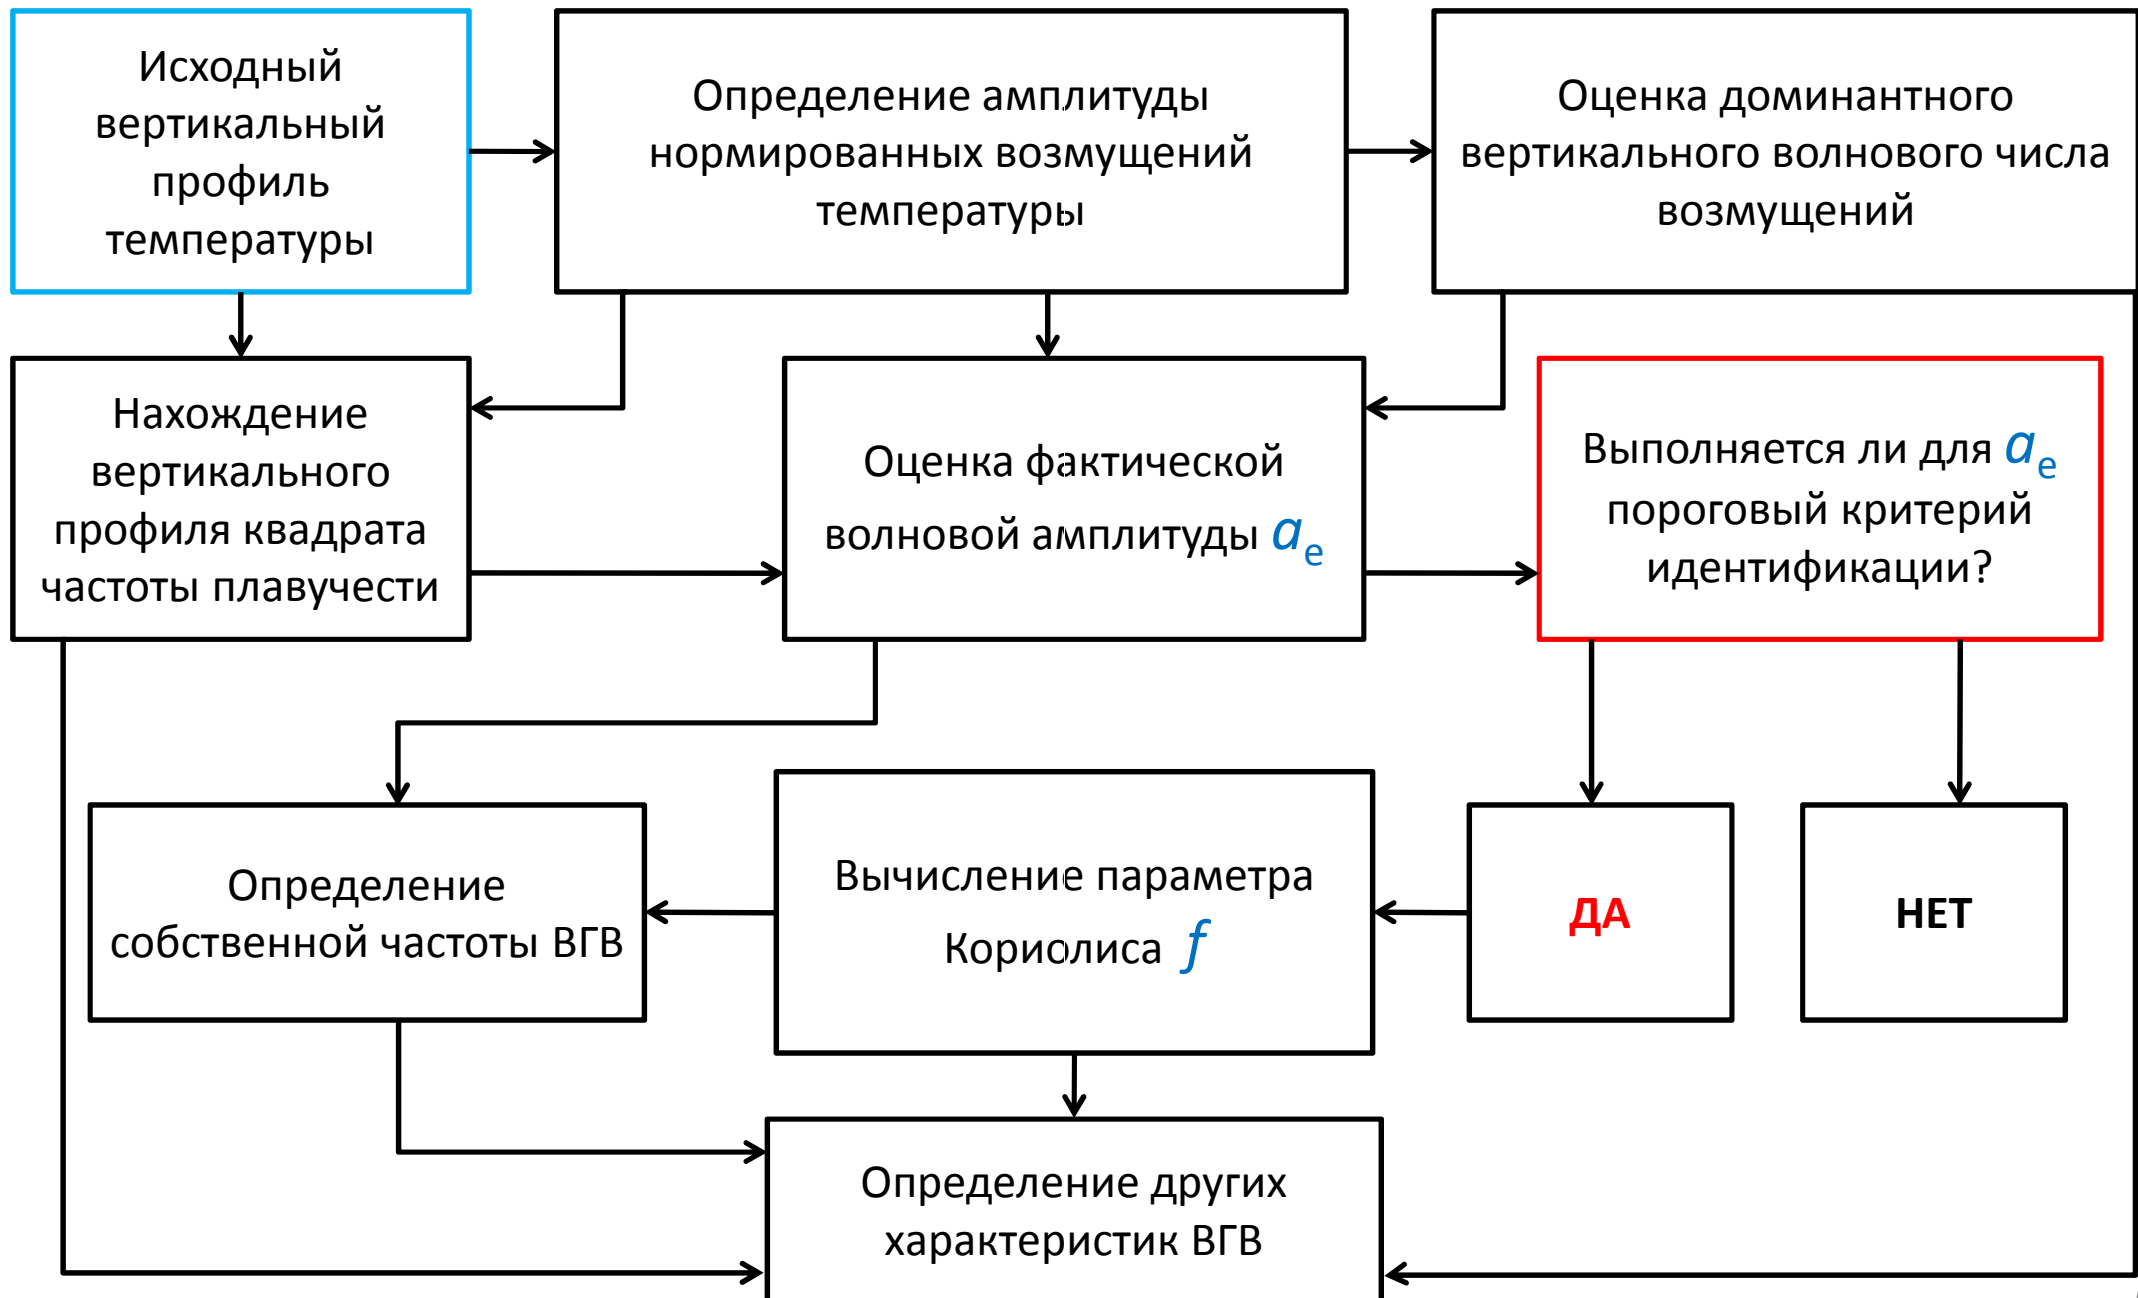 Исходный
вертикальный
профиль
температуры
Определение амплитуды
нормированных возмущений
температуры
Оценка доминантного
вертикального волнового числа
возмущений
Нахождение
вертикального
профиля квадрата
частоты плавучести
Оценка фактической
волновой амплитуды aₑ
Выполняется ли для aₑ
пороговый критерий
идентификации?
Определение
собственной частоты ВГВ
Вычисление параметра
Кориолиса f
ДА
НЕТ
Определение других
характеристик ВГВ